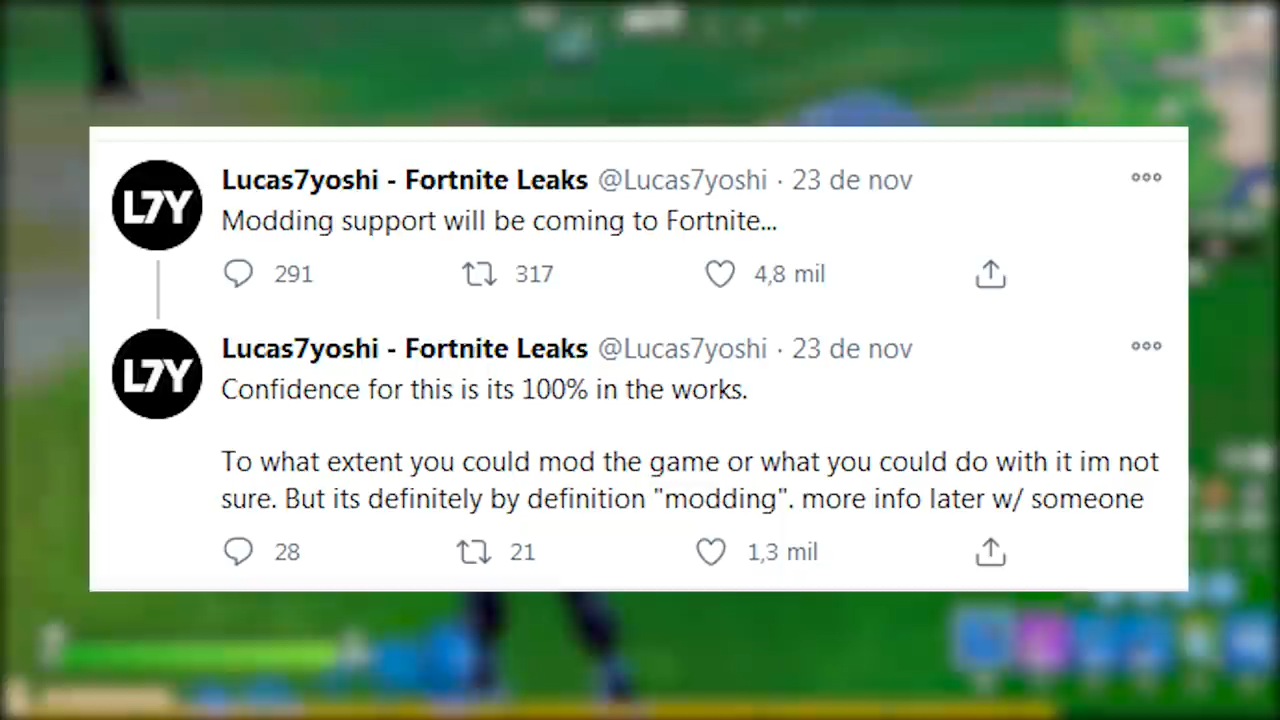 L7Y
Lucas7yoshi - Fortnite Leaks @Lucas7yoshi · 23 de nov
Modding support will be coming to Fortnite...
291 317 4,8 mil
L7Y
Lucas7yoshi - Fortnite Leaks @Lucas7yoshi · 23 de nov
Confidence for this is its 100% in the works.
To what extent you could mod the game or what you could do with it im not
sure. But its definitely by definition "modding". more info later w/ someone
28 21 1,3 mil